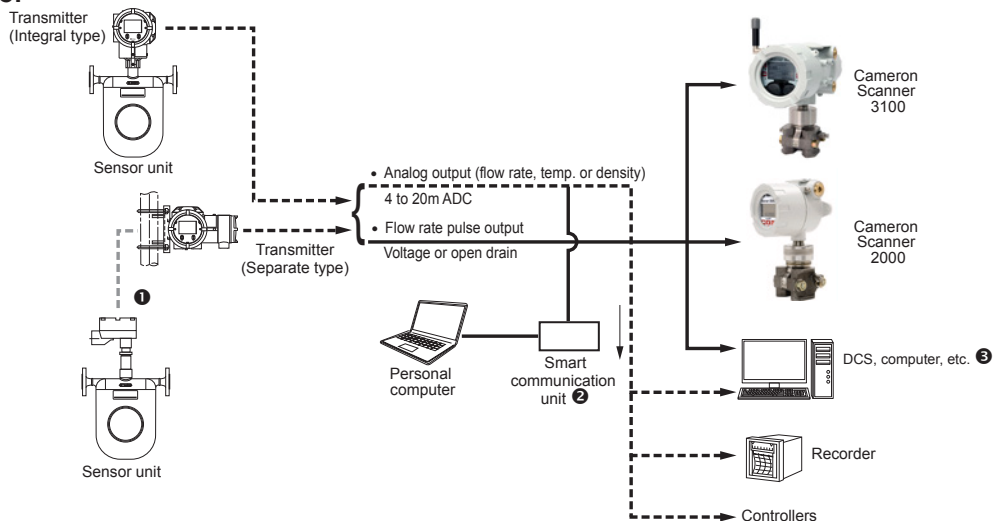 Transmitter
(Integral type)
Sensor unit
Transmitter
(Separate type)
❶
Sensor unit
• Analog output (flow rate, temp. or density)
4 to 20m ADC
• Flow rate pulse output
Voltage or open drain
Personal
computer
Smart
communication
unit ❷
Cameron
Scanner
3100
Cameron
Scanner
2000
DCS, computer, etc. ❸
Recorder
Controllers